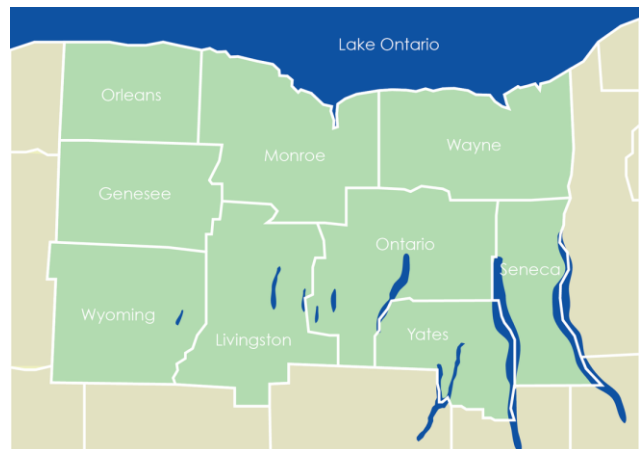 Lake Ontario
Orleans
Monroe
Wayne
Genesee
Ontario
Seneca
Wyoming
Livingston
Yates